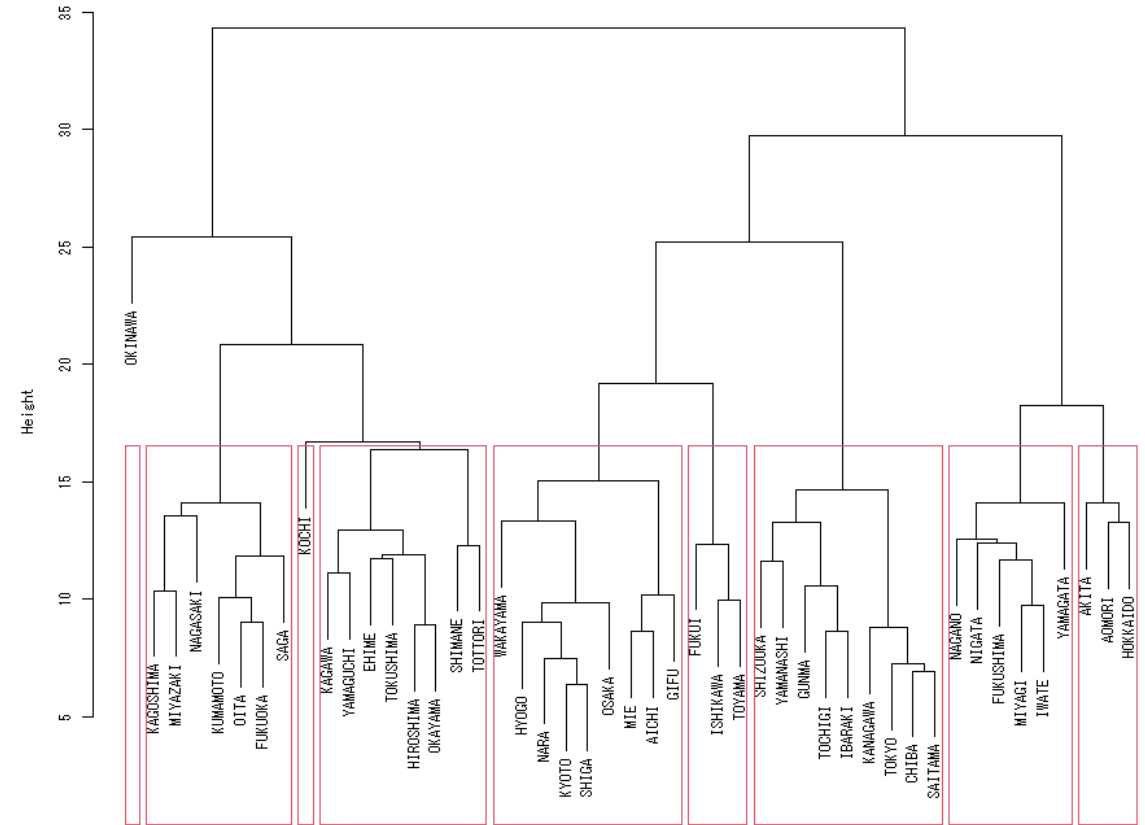 35
30
25
20
15
10
5
Height
OKINAWA
KAGOSHIMA
MIYAZAKI
NAGASAKI
KUMAMOTO
OITA
FUKUOKA
SAGA
KOCHI
KAGAWA
YAMAGUCHI
EHIME
TOKUSHIMA
HIROSHIMA
OKAYAMA
SHIMANE
TOTTORI
WAKAYAMA
HYOGO
NARA
KYOTO
SHIGA
OSAKA
MIE
AICHI
GIFU
FUKUI
ISHIKAWA
TOYAMA
SHIZUUKA
YAMANASHI
GUNMA
TOCHIGI
IBARAKI
KANAGAWA
TOKYO
CHIBA
SAITAMA
NAGANO
NIGATA
FUKUSHIMA
MIYAGI
IWATE
YAMAGATA
AKITA
AOMORI
HOKKAIDO